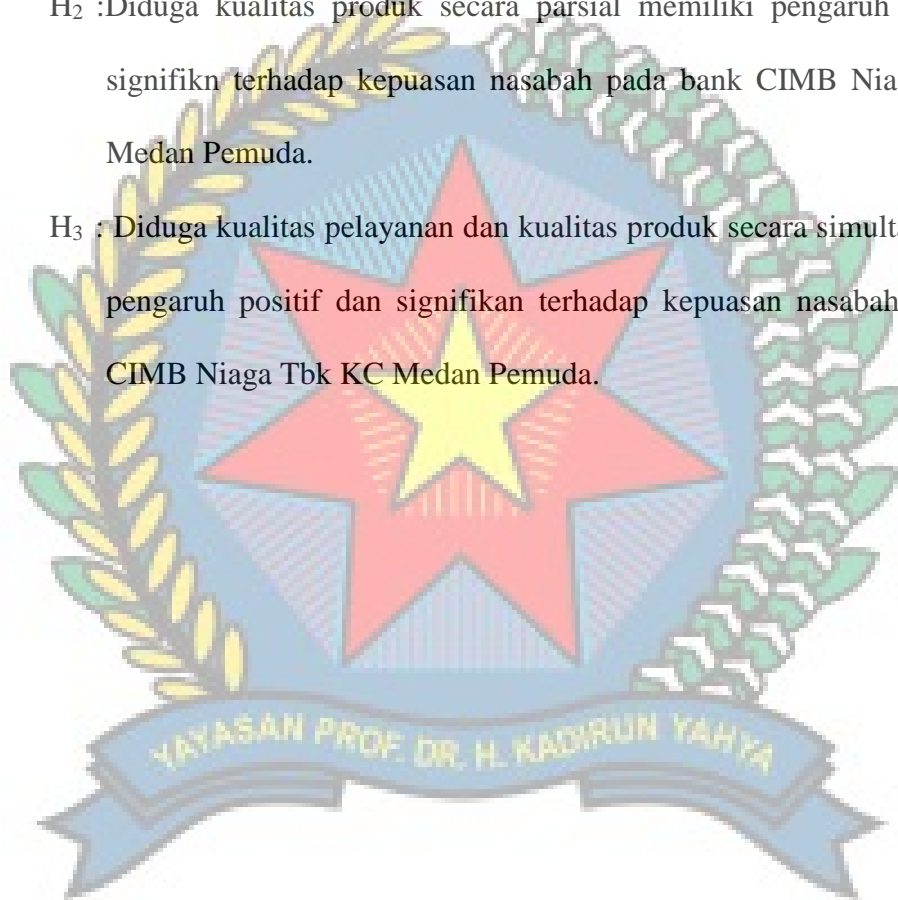 H₂ :Diduga kualitas produk secara parsial memiliki pengaruh
signifikn terhadap kepuasan nasabah pada bank CIMB
Medan Pemuda.
H₃ : Diduga kualitas pelayanan dan kualitas produk secara
pengaruh positif dan signifikan terhadap kepuasan nasabah
CIMB Niaga Tbk KC Medan Pemuda.
YAYASAN PROF. DR. H. KADIRUN YAHYA